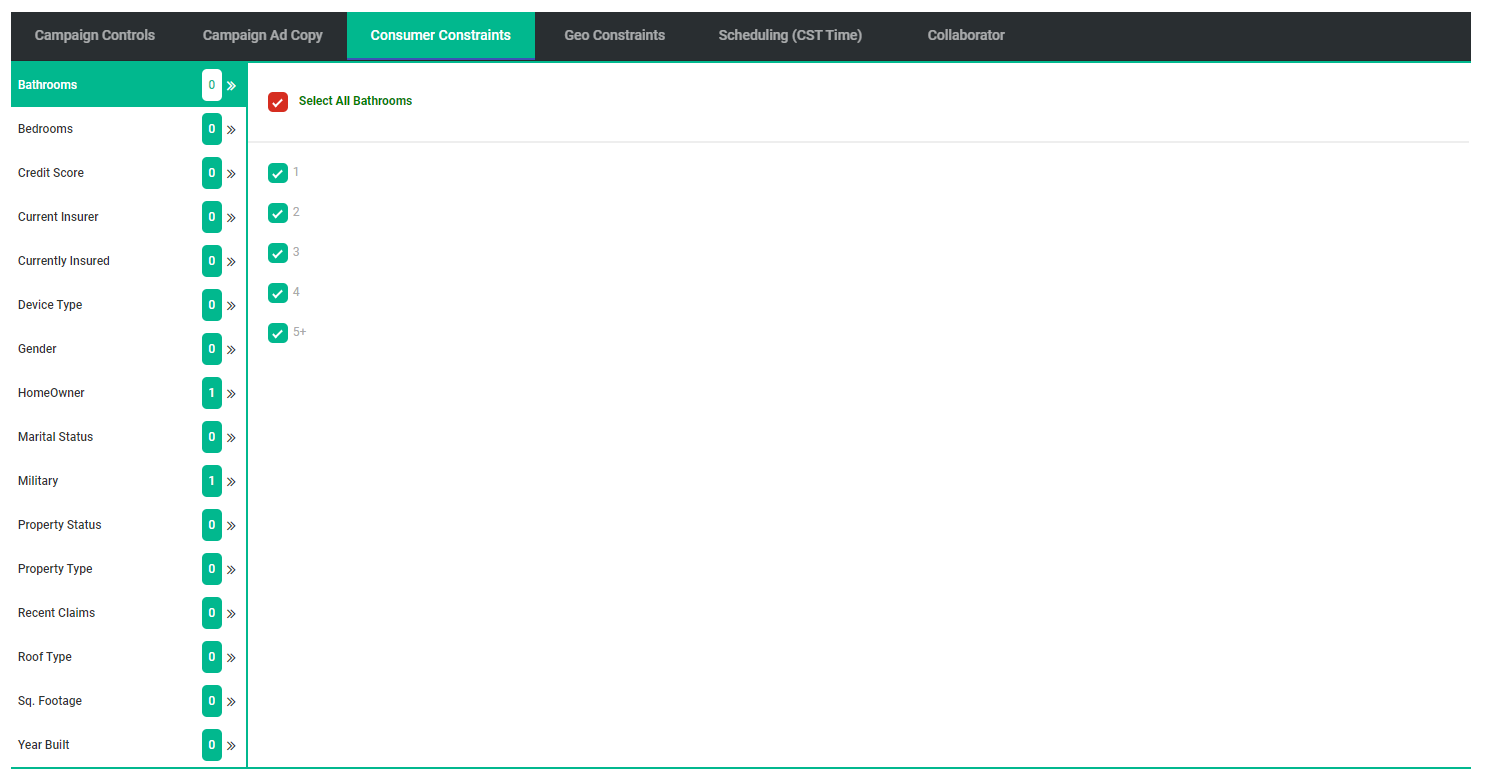 Campaign Controls Campaign Ad Copy Consumer Constraints Geo Constraints Scheduling (CST Time) Collaborator
Bathrooms 0
Bedrooms 0
Credit Score 0
Current Insurer 0
Currently Insured 0
Device Type 0
Gender 0
HomeOwner 1
Marital Status 0
Military 1
Property Status 0
Property Type 0
Recent Claims 0
Roof Type 0
Sq. Footage 0
Year Built 0
Select All Bathrooms
1
2
3
4
5+